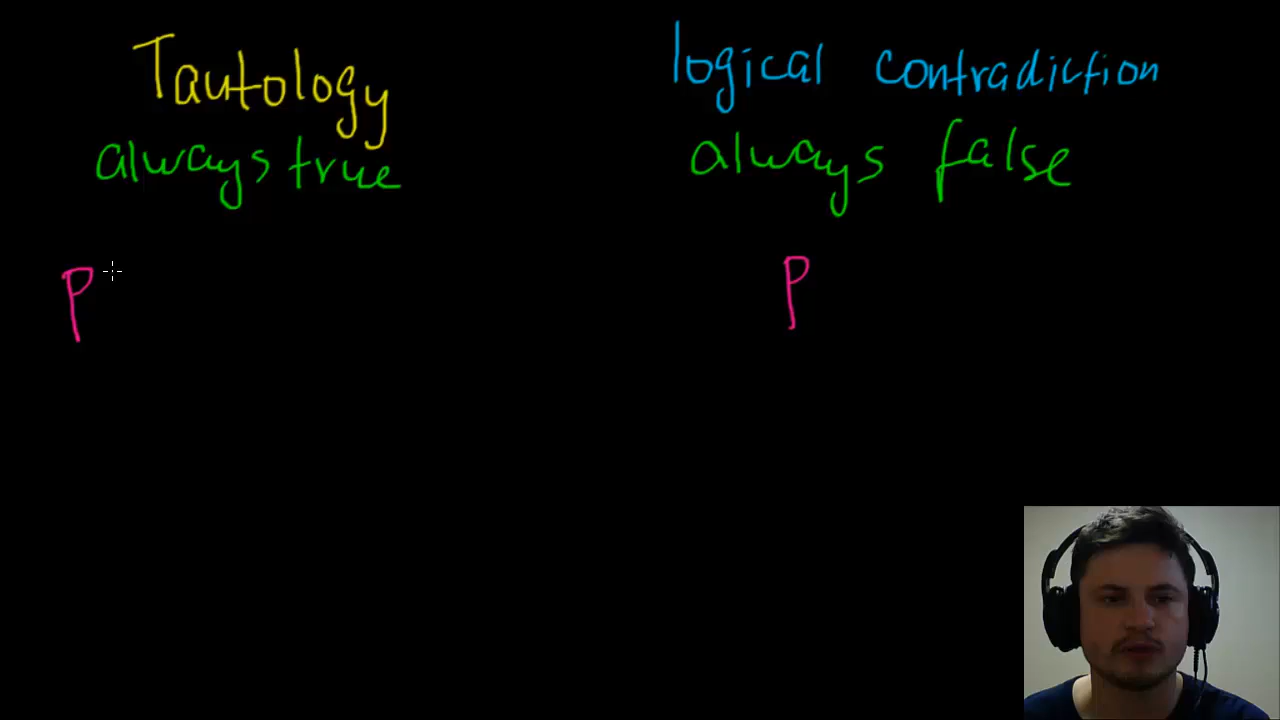 Tautology
always true
P
logical contradiction
always false
P